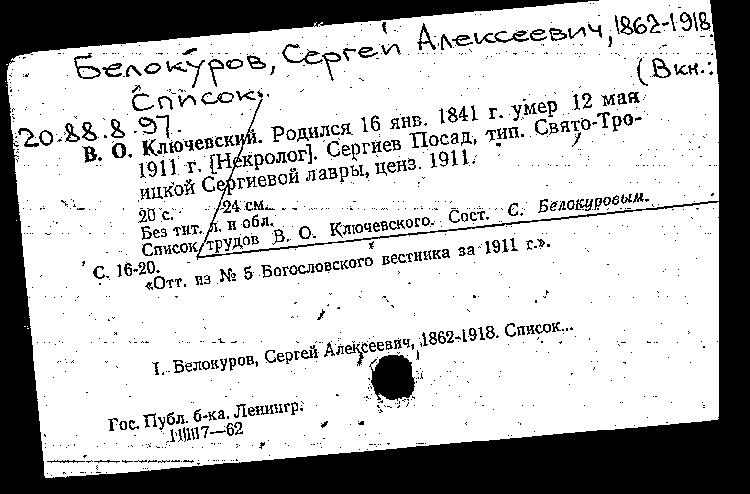 Белокуров, Сергей Алексеевич, 1862-1918
(Вкн.:
Список.
20.88.8.97.
В. О. Ключевский. Родился 16 янв. 1841 г. умер 12 мая
1911 г. [Некролог]. Сергиев Посад, тип. Свято-Тро-
ицкой Сергиевой лавры, ценз. 1911.
20 с. 24 см.
Без тит. л. и обл.
Список трудов В. О. Ключевского. Сост. С. Белокуровым.
С. 16-20.
«Отт. из № 5 Богословского вестника за 1911 г.».
I. Белокуров, Сергей Алексеевич, 1862-1918. Список...
Гос. Публ. б-ка. Ленингр.